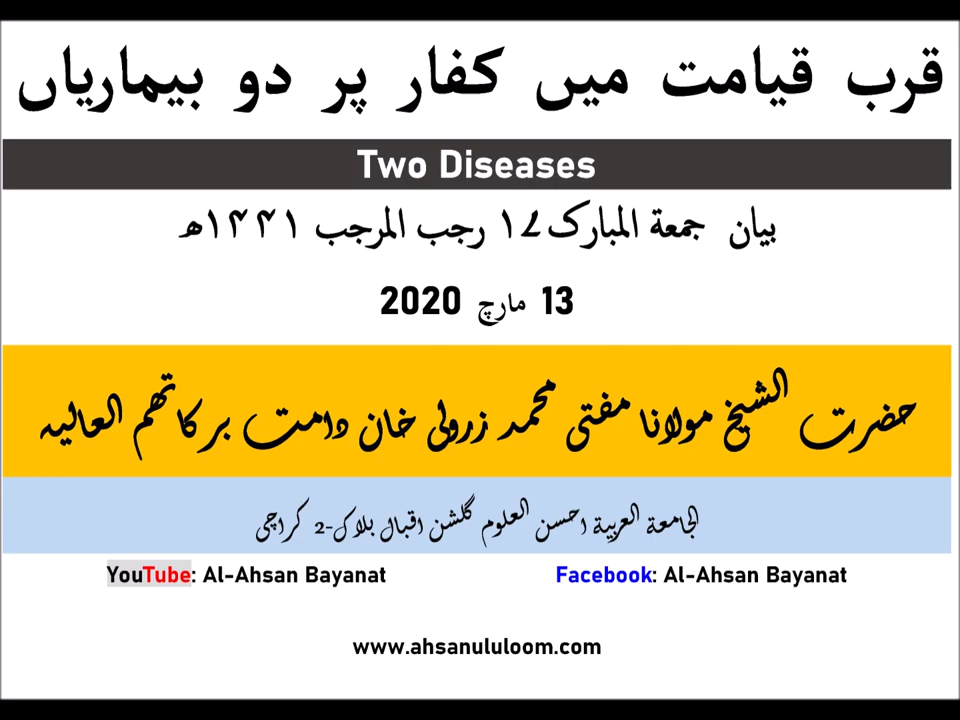 قرب قیامت میں کفار پر دو بیماریاں
Two Diseases
بیان جمعة المبارک ۱۷ رجب المرجب ۱۴۴۱ھ
13 مارچ 2020
حضرت الشیخ مولانا مفتی محمد زرولی خان دامت برکاتھم العالیہ
الجامعة العربیة احسن العلوم گلشن اقبال بلاک-2 کراچی
YouTube: Al-Ahsan Bayanat Facebook: Al-Ahsan Bayanat
www.ahsanululoom.com